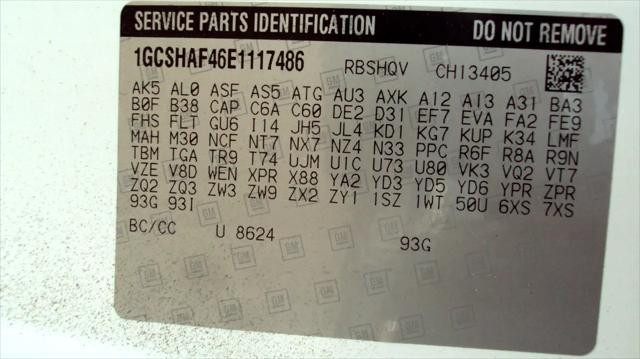 SERVICE PARTS IDENTIFICATION DO NOT REMOVE
1GCSHAF46E1117486 RBSHQV CH13405
AK5 AL0 ASF AS5 ATG AU3 AXK A12 A13 A31 BA3
B0F B38 CAP C6A C60 DE2 D31 EF7 EVA FA2 FE9
FHS FLT GU6 I14 JH5 JL4 KD1 KG7 KUP K34 LMF
MAH M30 NCF NT7 NX7 NZ4 N33 PPC R6F R8A R9N
TBM TGA TR9 T74 UJM U1C U73 U80 VK3 VQ2 VT7
VZE V8D WEN XPR X88 YA2 YD3 YD5 YD6 YPR ZPR
ZQ2 ZQ3 ZW3 ZW9 ZX2 ZY1 1SZ 1WT 50U 6XS 7XS
93G 93I
BC/CC U 8624 93G